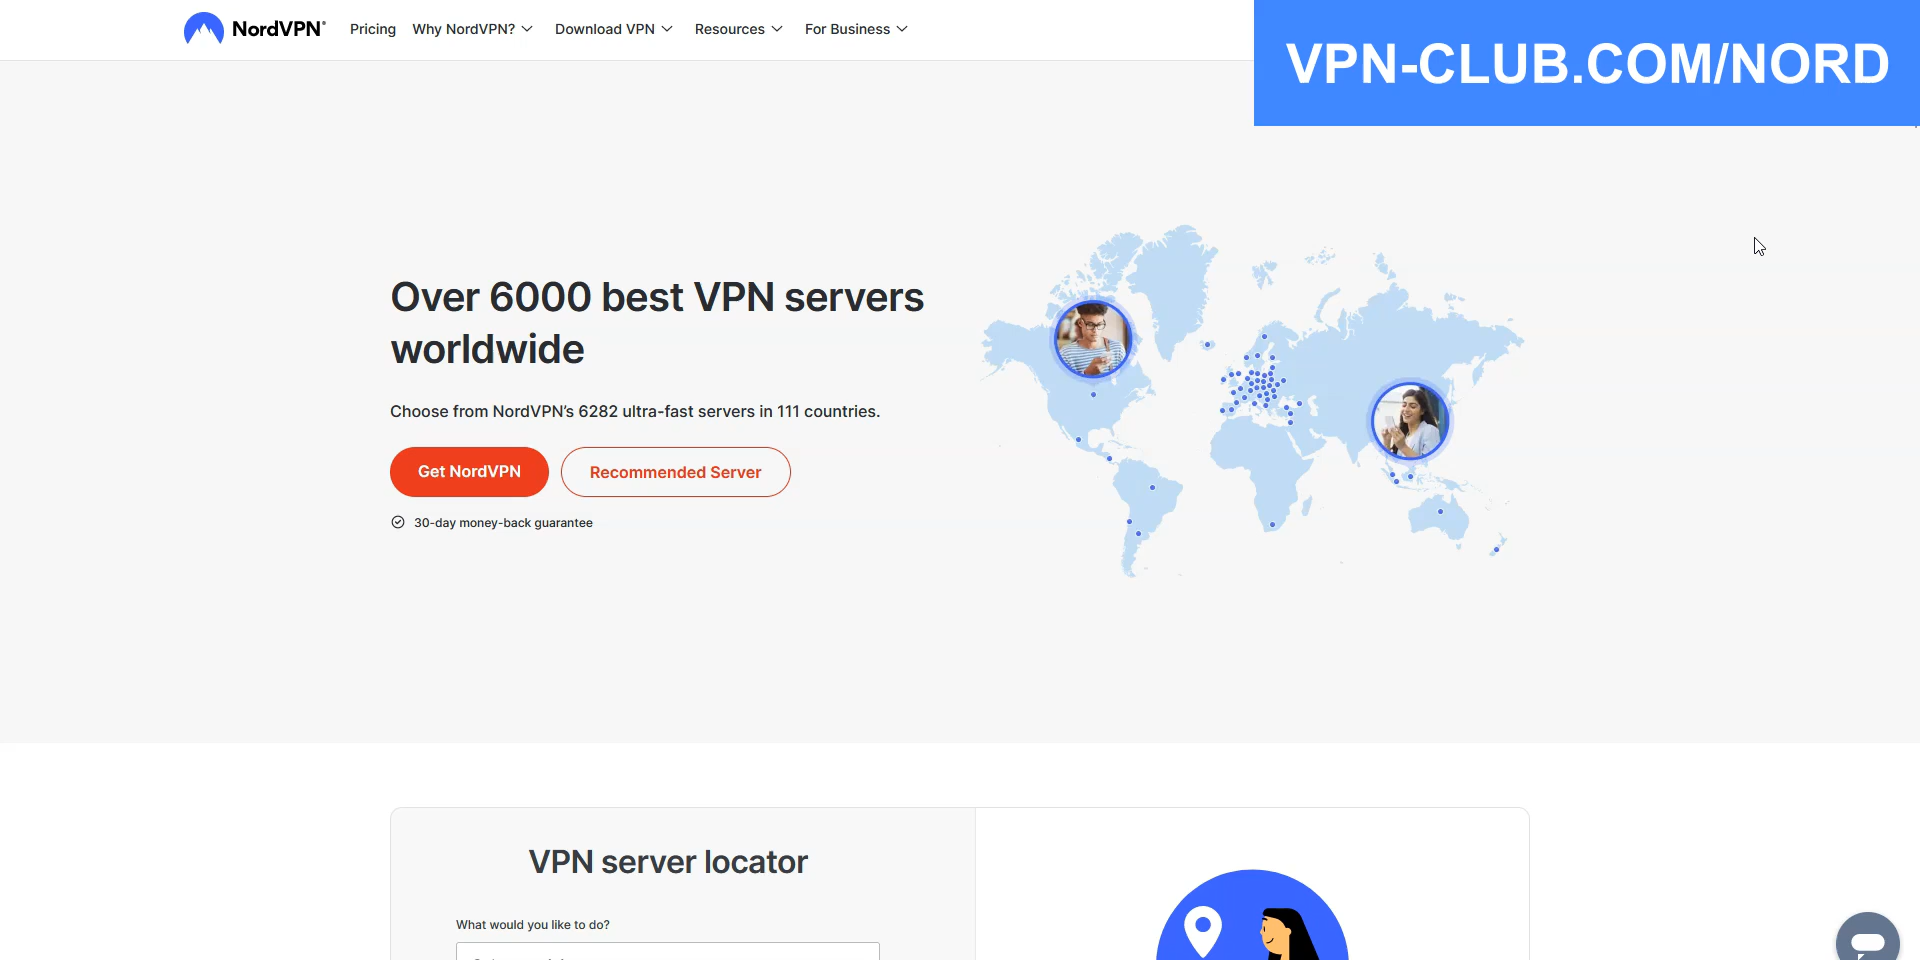 NordVPN®
Pricing
Why NordVPN?
Download VPN
Resources
For Business
VPN-CLUB.COM/NORD
Over 6000 best VPN servers
worldwide
Choose from NordVPN's 6282 ultra-fast servers in 111 countries.
Get NordVPN
Recommended Server
30-day money-back guarantee
VPN server locator
What would you like to do?